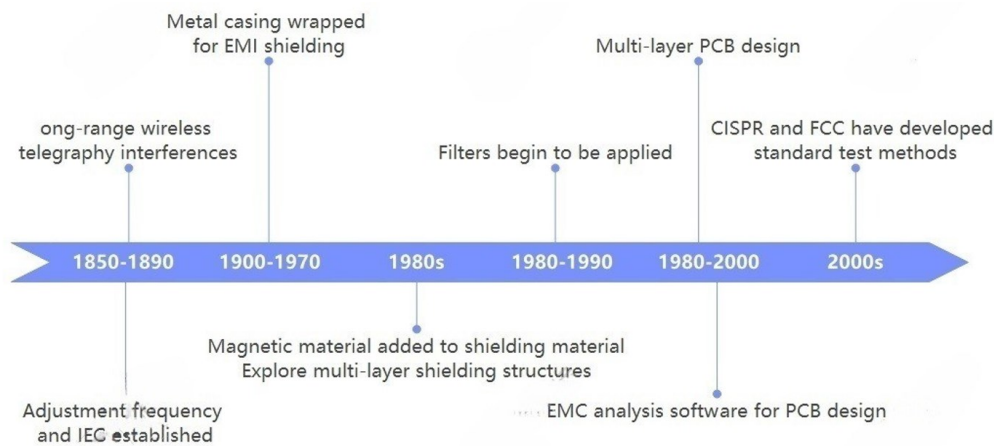 Metal casing wrapped
for EMI shielding
Multi-layer PCB design
ong-range wireless
telegraphy interferences
Filters begin to be applied
CISPR and FCC have developed
standard test methods
1850-1890
1900-1970
1980s
1980-1990
1980-2000
2000s
Magnetic material added to shielding material
Explore multi-layer shielding structures
Adjustment frequency
and IEC established
EMC analysis software for PCB design